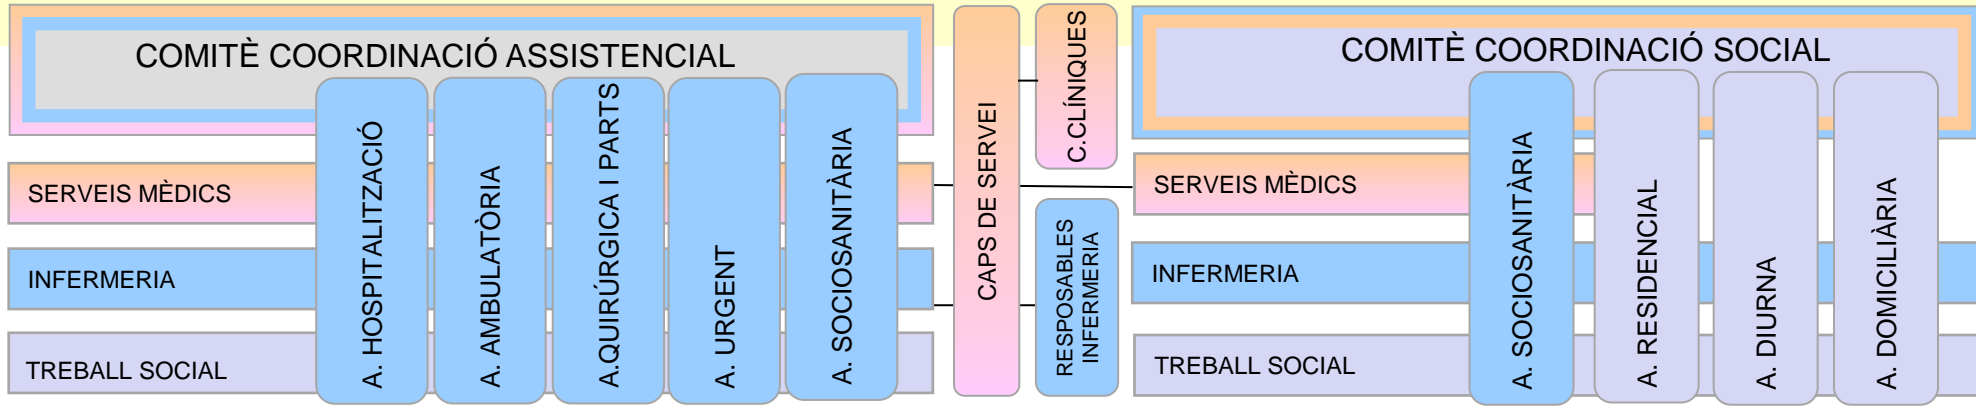 COMITÈ COORDINACIÓ ASSISTENCIAL
SERVEIS MÈDICS
INFERMERIA
TREBALL SOCIAL
A. HOSPITALITZACIÓ
A. AMBULATÒRIA
A.QUIRÚRGICA I PARTS
A. URGENT
A. SOCIOSANITÀRIA
CAPS DE SERVEI
C.CLÍNIQUES
RESPOSABLES
INFERMERIA
COMITÈ COORDINACIÓ SOCIAL
SERVEIS MÈDICS
INFERMERIA
TREBALL SOCIAL
A. SOCIOSANITÀRIA
A. RESIDENCIAL
A. DIURNA
A. DOMICILIÀRIA